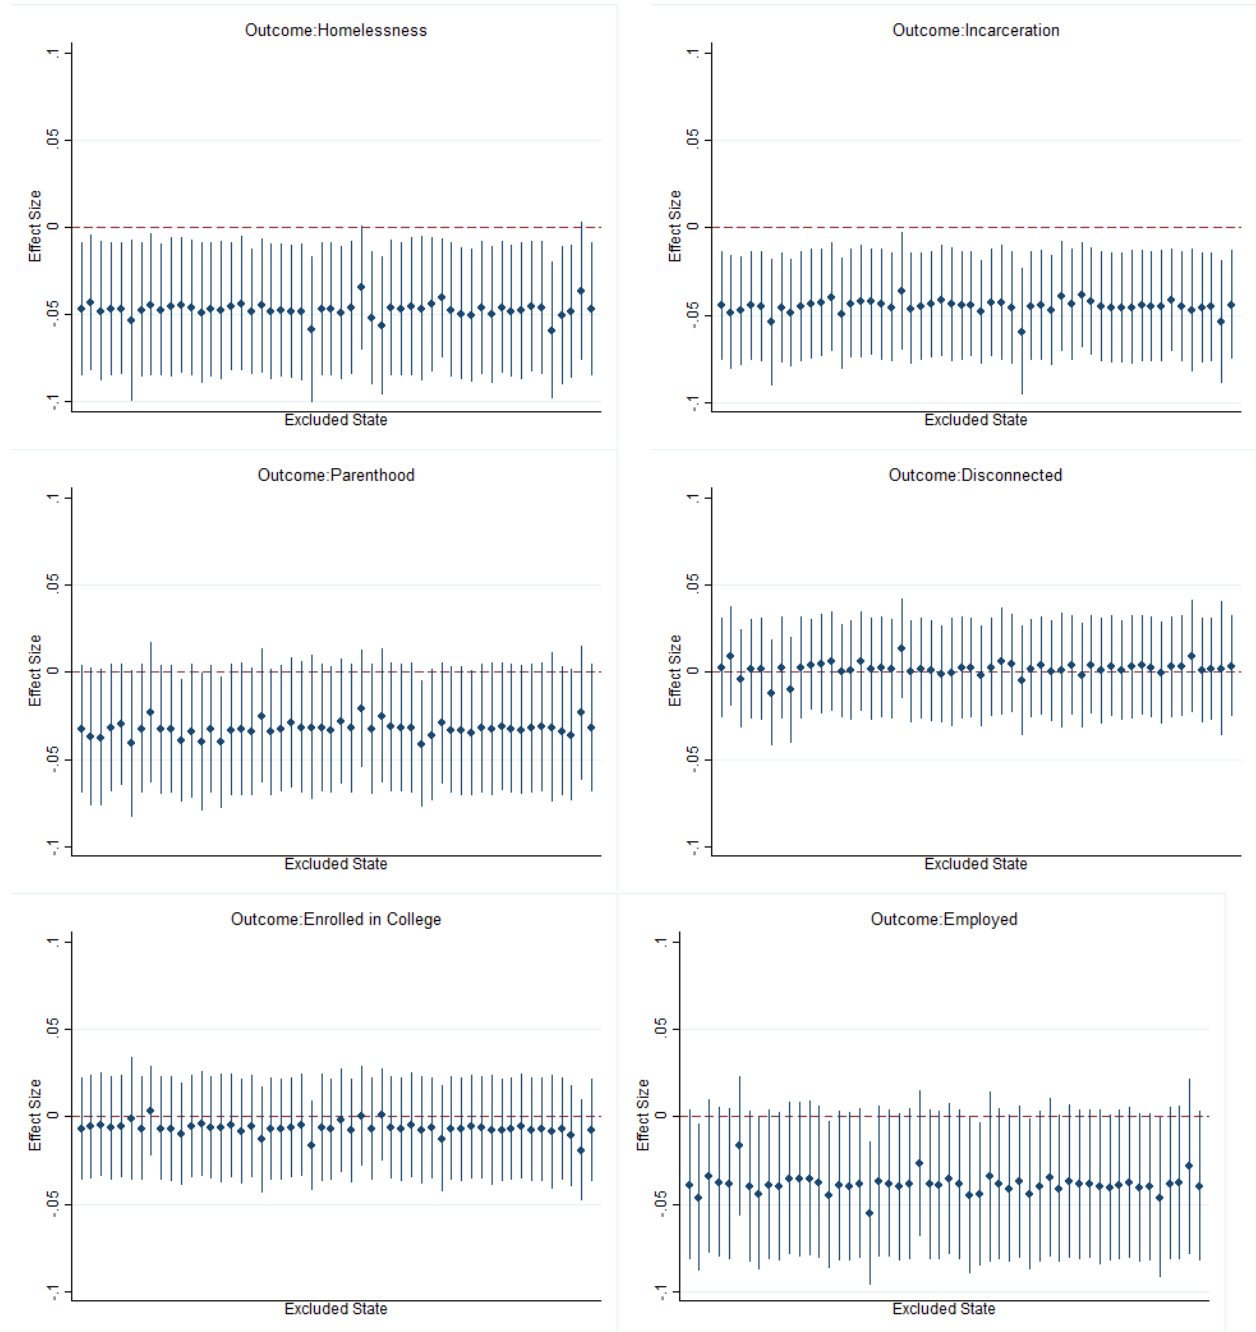 Outcome:Homelessness
.1
.05
0
-.05
-.1
Effect Size
Excluded State
Outcome:Incarceration
.1
.05
0
-.05
-.1
Effect Size
Excluded State
Outcome:Parenthood
.1
.05
0
-.05
-.1
Effect Size
Excluded State
Outcome:Disconnected
.1
.05
0
-.05
-.1
Effect Size
Excluded State
Outcome:Enrolled in College
.1
.05
0
-.05
-.1
Effect Size
Excluded State
Outcome:Employed
.1
.05
0
-.05
-.1
Effect Size
Excluded State